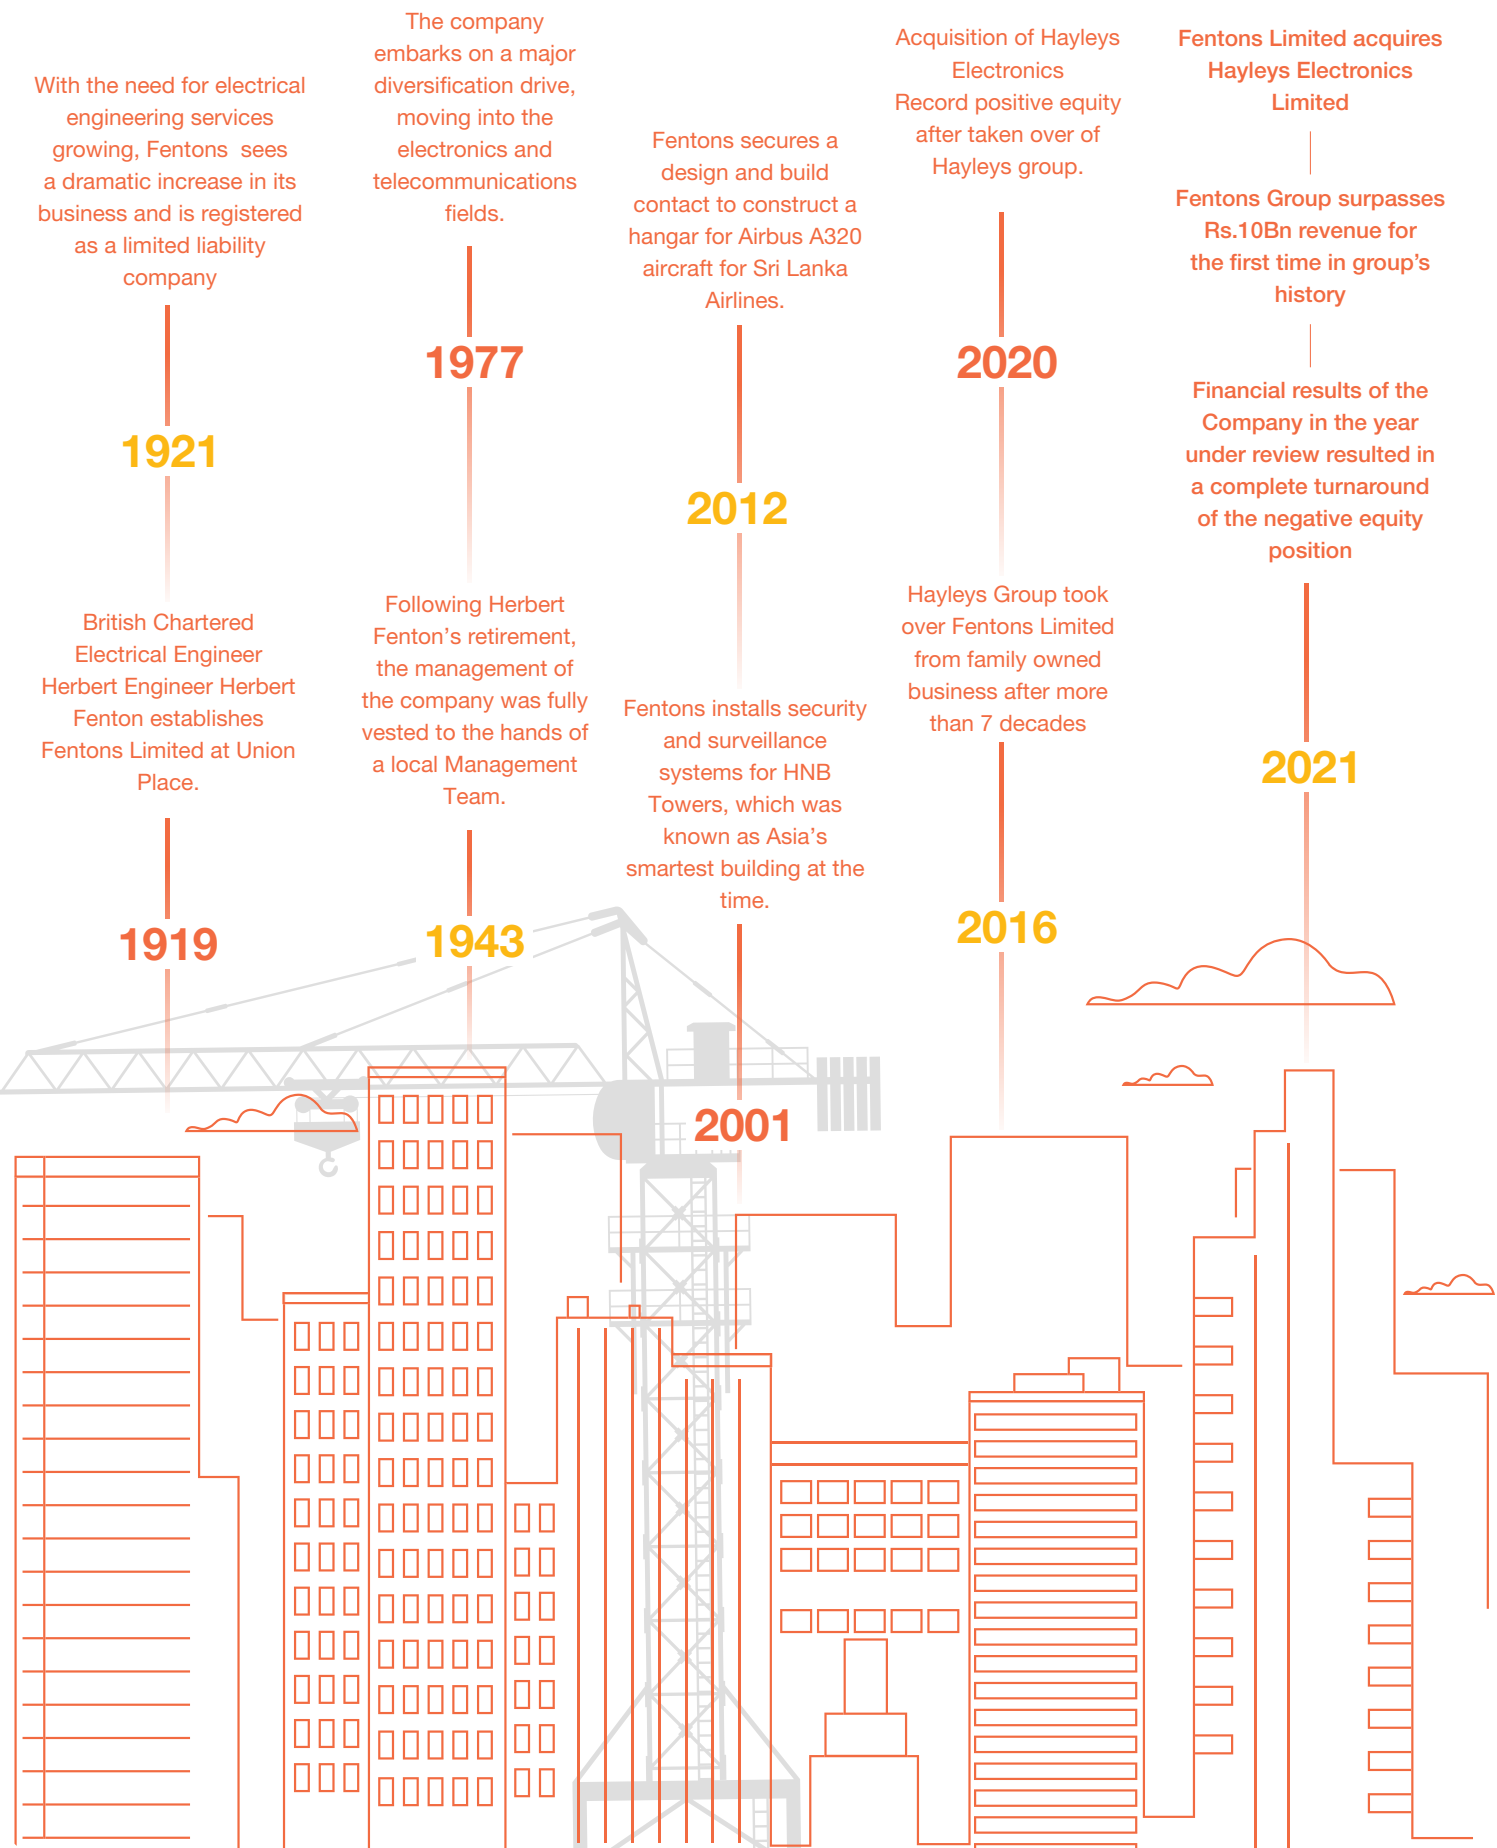 With the need for electrical
engineering services
growing, Fentons sees
a dramatic increase in its
business and is registered
as a limited liability
company
1921
British Chartered
Electrical Engineer
Herbert Engineer Herbert
Fenton establishes
Fentons Limited at Union
Place.
1919
The company
embarks on a major
diversification drive,
moving into the
electronics and
telecommunications
fields.
1977
Following Herbert
Fenton’s retirement,
the management of
the company was fully
vested to the hands of
a local Management
Team.
1943
Fentons secures a
design and build
contact to construct a
hangar for Airbus A320
aircraft for Sri Lanka
Airlines.
2012
Fentons installs security
and surveillance
systems for HNB
Towers, which was
known as Asia’s
smartest building at the
time.
2001
Acquisition of Hayleys
Electronics
Record positive equity
after taken over of
Hayleys group.
2020
Hayleys Group took
over Fentons Limited
from family owned
business after more
than 7 decades
2016
Fentons Limited acquires
Hayleys Electronics
Limited
Fentons Group surpasses
Rs.10Bn revenue for
the first time in group’s
history
Financial results of the
Company in the year
under review resulted in
a complete turnaround
of the negative equity
position
2021